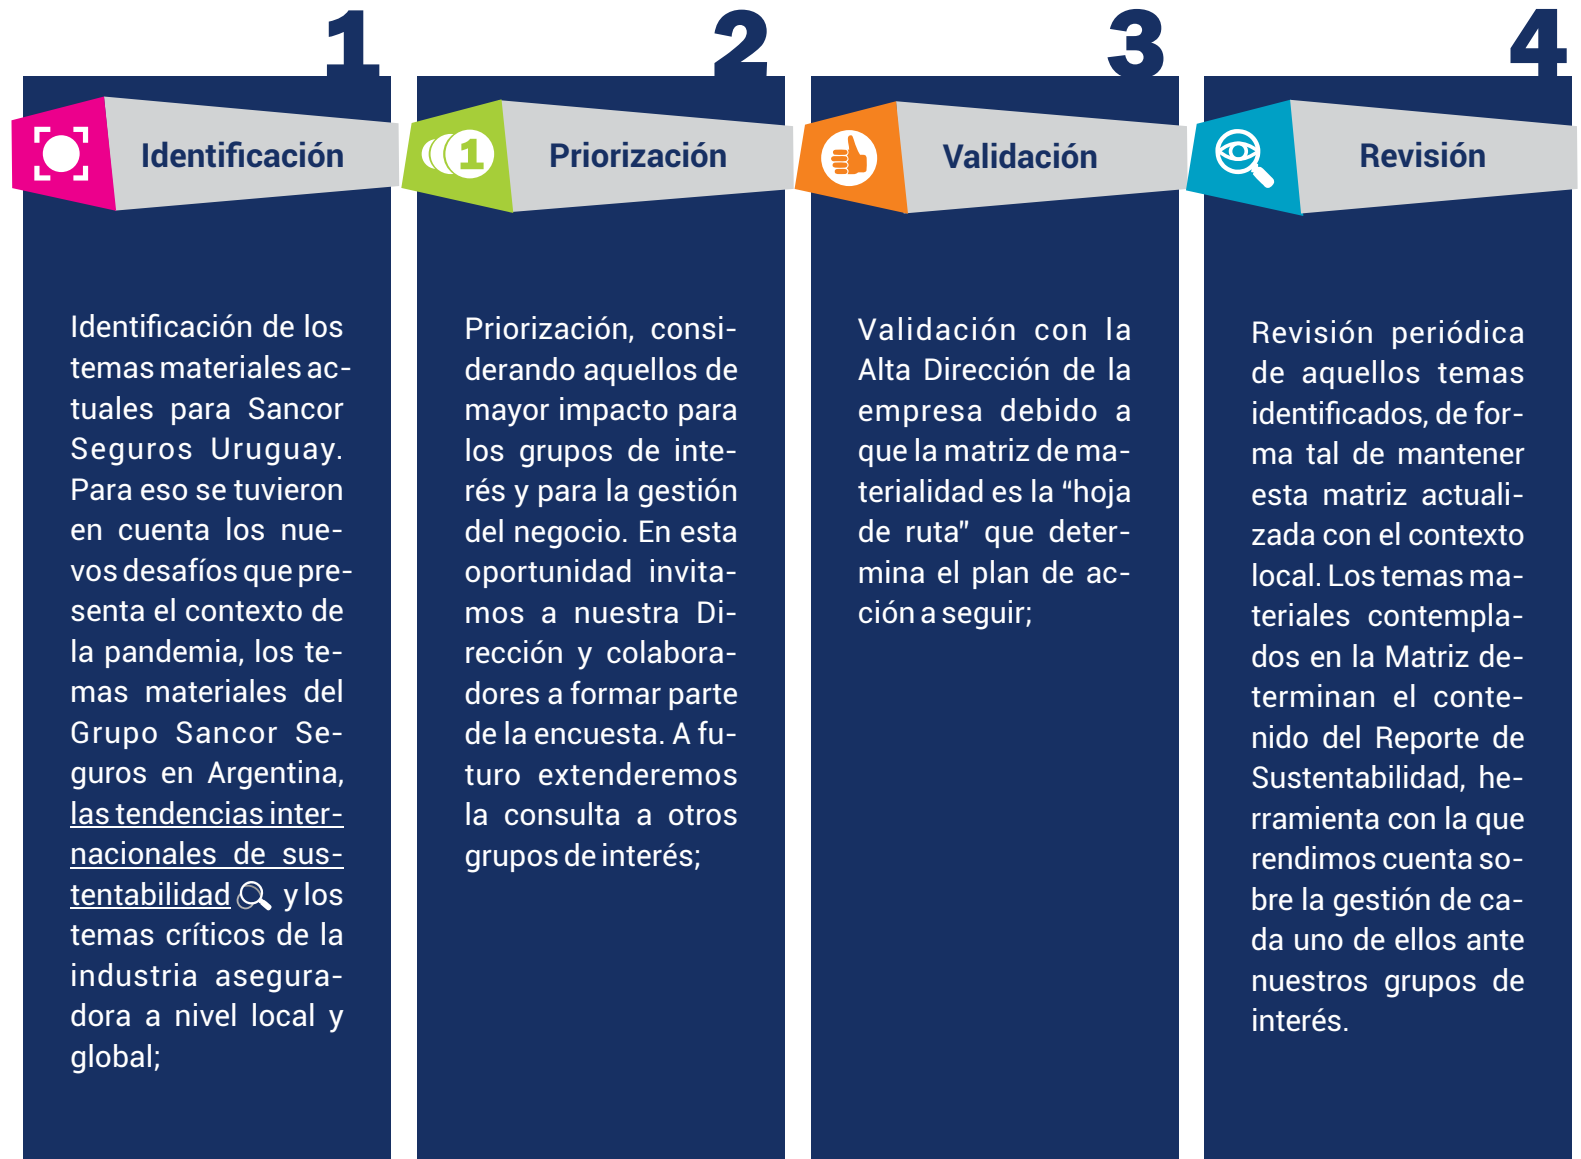 1
Identificación
Identificación de los
temas materiales ac-
tuales para Sancor
Seguros Uruguay.
Para eso se tuvieron
en cuenta los nue-
vos desafíos que pre-
senta el contexto de
la pandemia, los te-
mas materiales del
Grupo Sancor Se-
guros en Argentina,
las tendencias inter-
nacionales de sus-
tentabilidad y los
temas críticos de la
industria asegura-
dora a nivel local y
global;
2
1
Priorización
Priorización, consi-
derando aquellos de
mayor impacto para
los grupos de inte-
rés y para la gestión
del negocio. En esta
oportunidad invita-
mos a nuestra Di-
rección y colabora-
dores a formar parte
de la encuesta. A fu-
turo extenderemos
la consulta a otros
grupos de interés;
3
Validación
Validación con la
Alta Dirección de la
empresa debido a
que la matriz de ma-
terialidad es la “hoja
de ruta” que deter-
mina el plan de ac-
ción a seguir;
4
Revisión
Revisión periódica
de aquellos temas
identificados, de for-
ma tal de mantener
esta matriz actuali-
zada con el contexto
local. Los temas ma-
teriales contempla-
dos en la Matriz de-
terminan el conte-
nido del Reporte de
Sustentabilidad, he-
rramienta con la que
rendimos cuenta so-
bre la gestión de ca-
da uno de ellos ante
nuestros grupos de
interés.